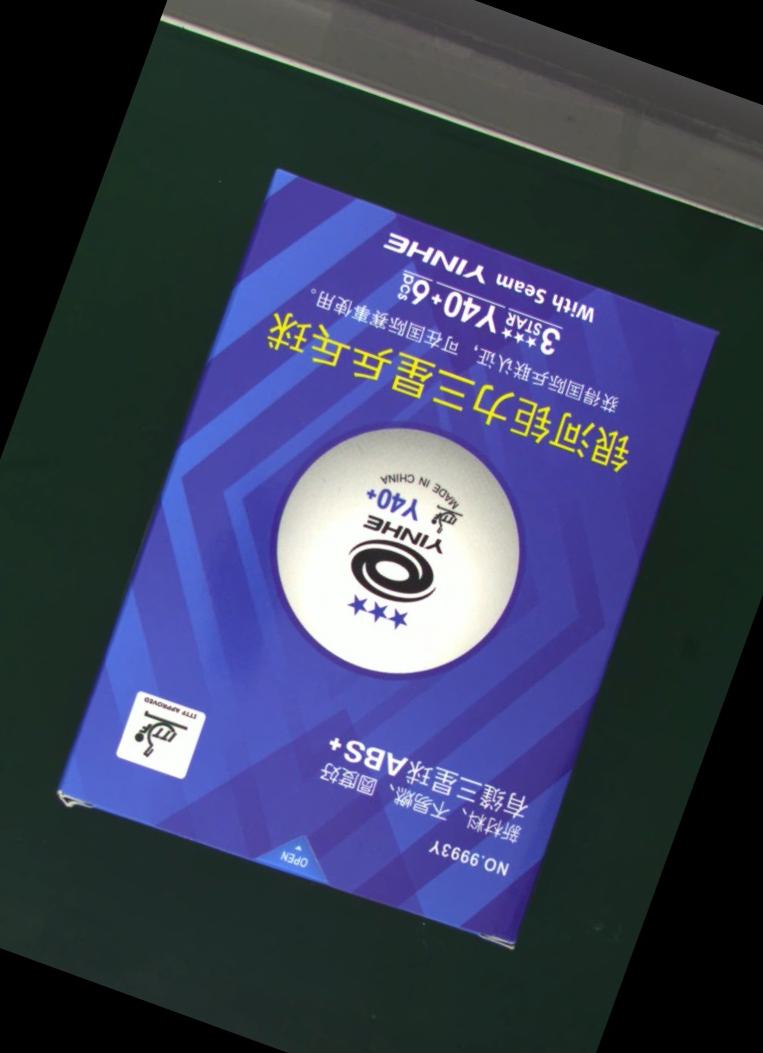 NO.9993Y
OPEN
新材料、不易燃、圆度好
有缝三星球ABS+
ITTF APPROVED
YINHE
Y40+
MADE IN CHINA
银河钜力三星乒乓球
获得国际乒联认证，可在国际赛事使用。
3 STAR Y40+ 6 PCS
With Seam YINHE